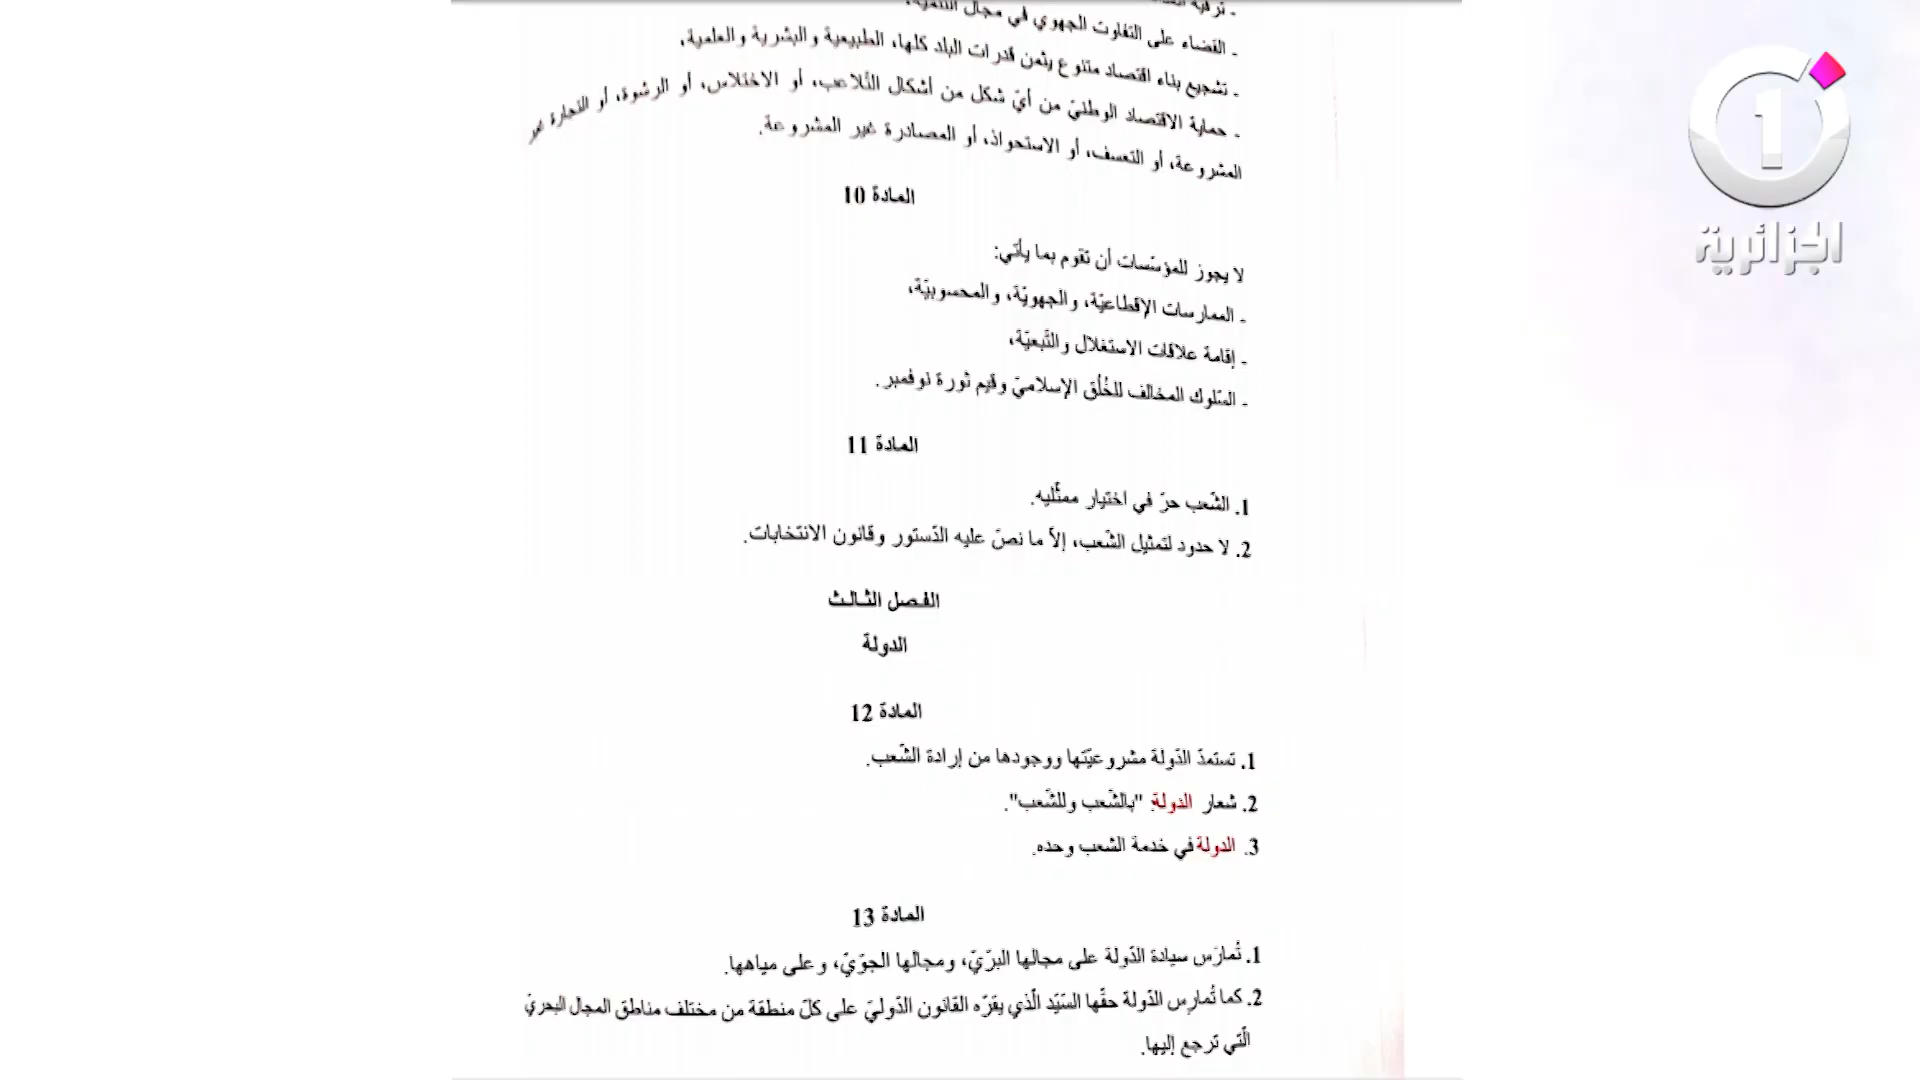 - ترقية
- القضاء على التفاوت الجهوي في مجال التنمية،
- تشجيع بناء اقتصاد متنوع يثمن قدرات البلد كلها، الطبيعية والبشرية والعلمية،
- حماية الاقتصاد الوطنيّ من أيّ شكل من أشكال التّلاعب، أو الاختلاس، أو الرشوة، أو التجارة غير
المشروعة، أو التعسف، أو الاستحواذ، أو المصادرة غير المشروعة.
المادة 10
لا يجوز للمؤسّسات أن تقوم بما يأتي:
- الممارسات الإقطاعيّة، والجهويّة، والمحسوبيّة،
- إقامة علاقات الاستغلال والتّبعيّة،
- السّلوك المخالف للخُلُق الإسلاميّ وقيم ثورة نوفمبر.
المادة 11
1. الشّعب حرّ في اختيار ممثّليه.
2. لا حدود لتمثيل الشّعب، إلاّ ما نصّ عليه الدّستور وقانون الانتخابات.
الفصل الثالث
الدولة
المادة 12
1. تستمدّ الدّولة مشروعيّتها ووجودها من إرادة الشّعب.
2. شعار الدولة: "بالشّعب وللشّعب".
3. الدولة في خدمة الشعب وحده.
المادة 13
1. تُمارَس سيادة الدّولة على مجالها البرّيّ، ومجالها الجوّيّ، وعلى مياهها.
2. كما تُمارِس الدّولة حقّها السّيّد الّذي يقرّه القانون الدّوليّ على كلّ منطقة من مختلف مناطق المجال البحريّ
الّتي ترجع إليها.
1
الجزائرية